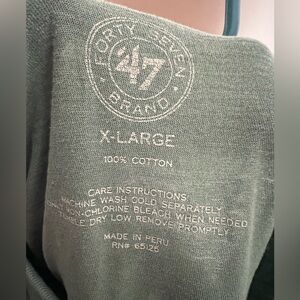 FORTY SEVEN
'47
BRAND
X-LARGE
100% COTTON
CARE INSTRUCTIONS
MACHINE WASH COLD SEPARATELY
NON-CHLORINE BLEACH WHEN NEEDED
TUMBLE DRY LOW REMOVE PROMPTLY
MADE IN PERU
RN# 65125